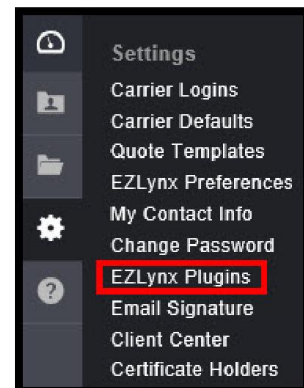 Settings
Carrier Logins
Carrier Defaults
Quote Templates
EZLynx Preferences
My Contact Info
Change Password
EZLynx Plugins
Email Signature
Client Center
Certificate Holders